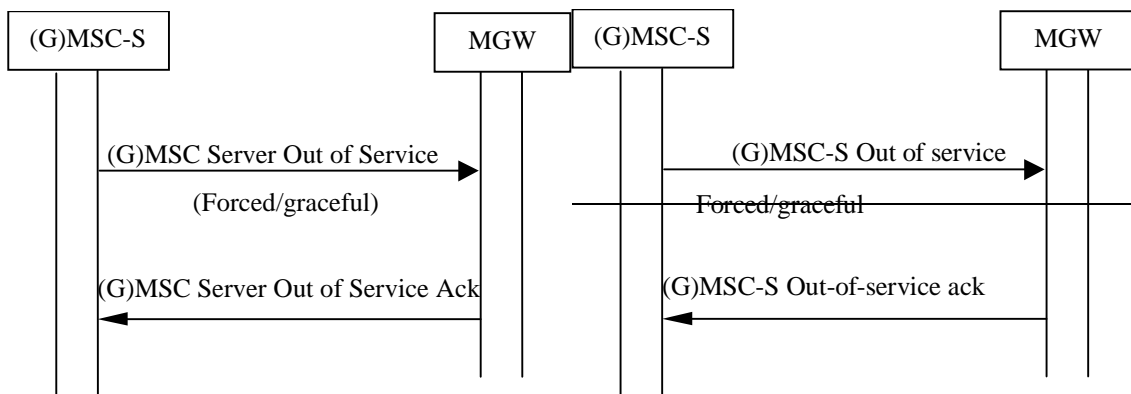 (G)MSC-S
MGW
(G)MSC Server Out of Service
(Forced/graceful)
(G)MSC Server Out of Service Ack
(G)MSC-S
MGW
(G)MSC-S Out of service
Forced/graceful
(G)MSC-S Out-of-service ack